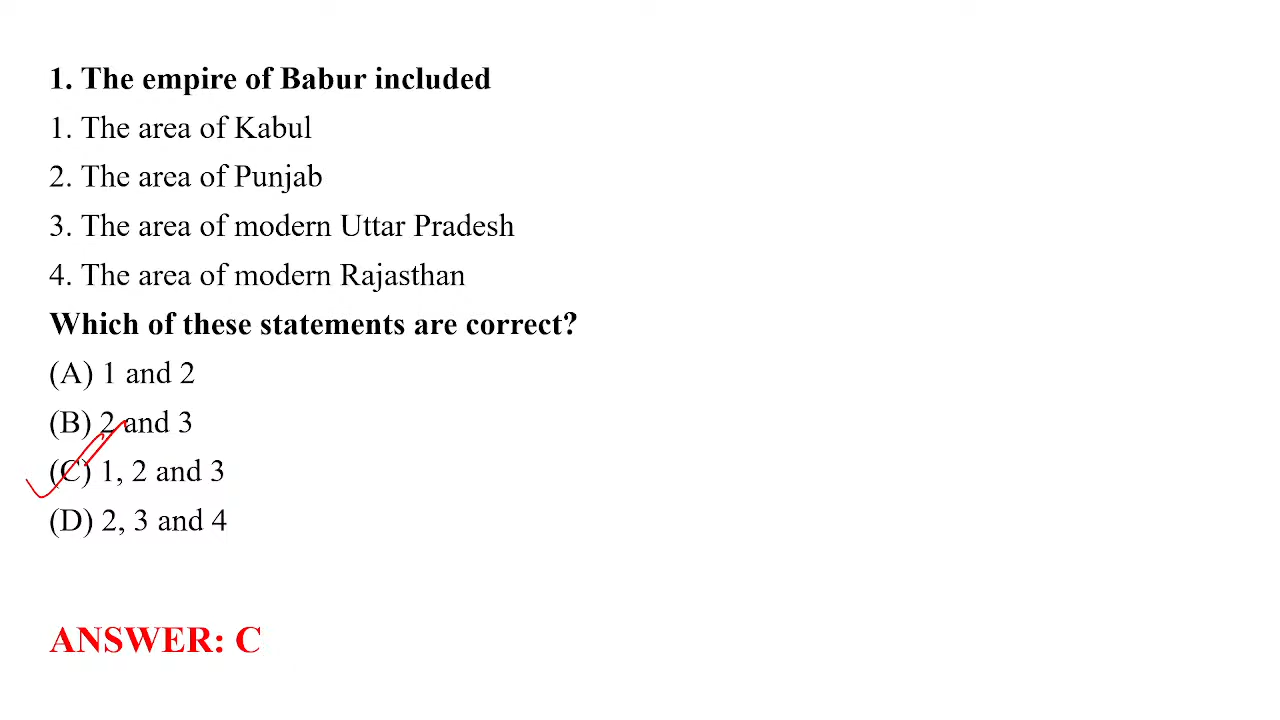 1. The empire of Babur included
1. The area of Kabul
2. The area of Punjab
3. The area of modern Uttar Pradesh
4. The area of modern Rajasthan
Which of these statements are correct?
(A) 1 and 2
(B) 2 and 3
(C) 1, 2 and 3
(D) 2, 3 and 4
ANSWER: C